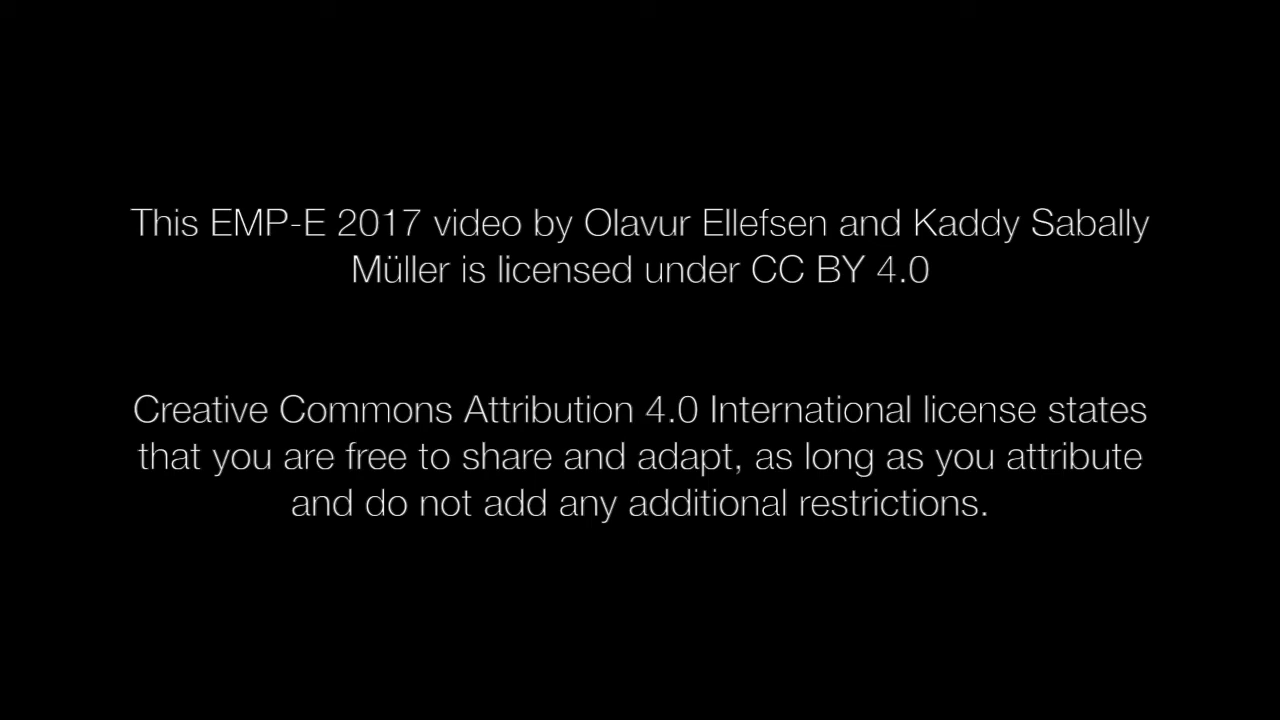 This EMP-E 2017 video by Olavur Ellefsen and Kaddy Sabally
Müller is licensed under CC BY 4.0
Creative Commons Attribution 4.0 International license states
that you are free to share and adapt, as long as you attribute
and do not add any additional restrictions.